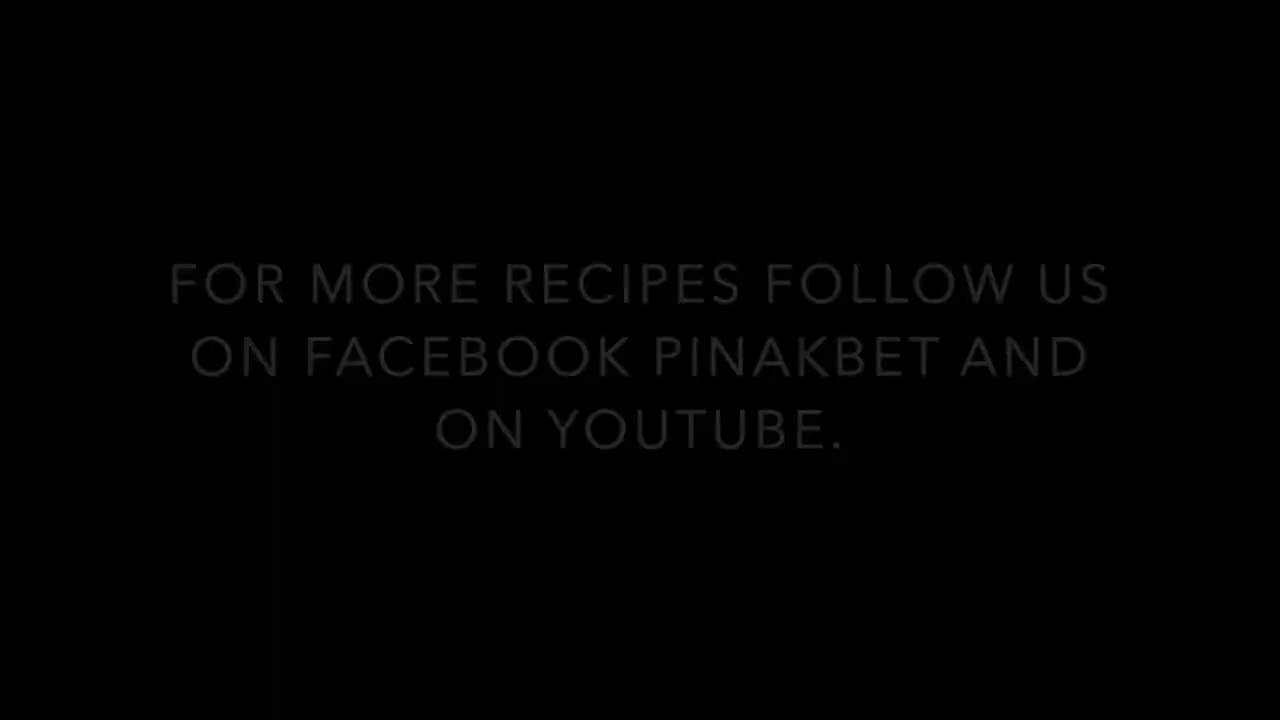 FOR MORE RECIPES FOLLOW US
ON FACEBOOK PINAKBET AND
ON YOUTUBE.